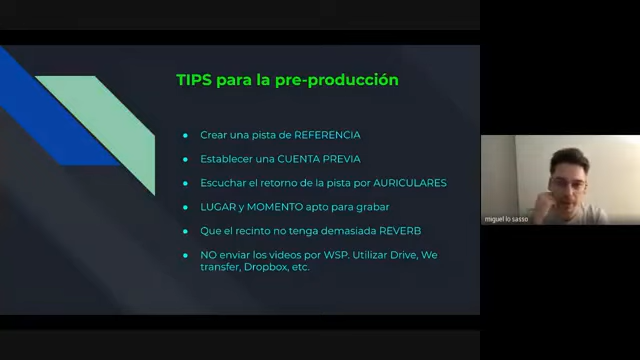 TIPS para la pre-producción
● Crear una pista de REFERENCIA
● Establecer una CUENTA PREVIA
● Escuchar el retorno de la pista por AURICULARES
● LUGAR y MOMENTO apto para grabar
● Que el recinto no tenga demasiada REVERB
● NO enviar los videos por WSP. Utilizar Drive, We
transfer, Dropbox, etc.
miguel lo sasso